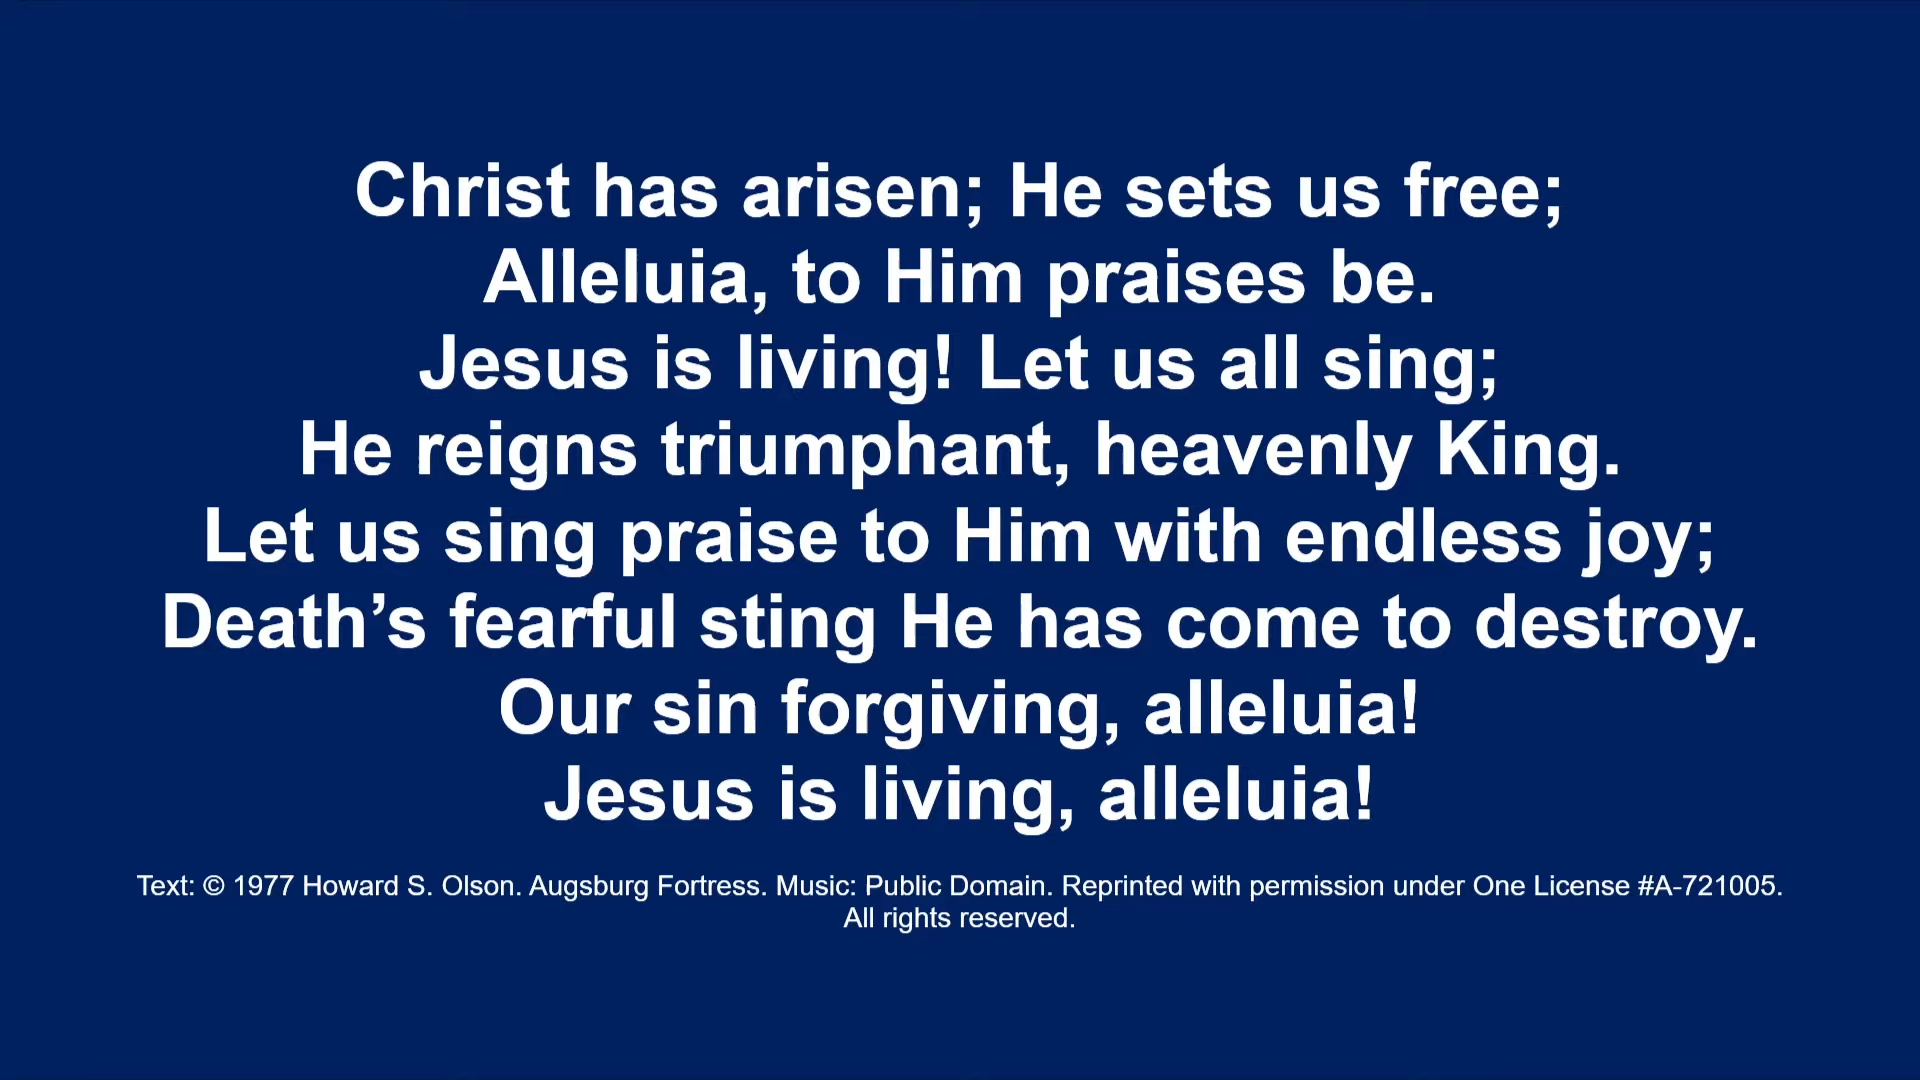 Christ has arisen; He sets us free;
Alleluia, to Him praises be.
Jesus is living! Let us all sing;
He reigns triumphant, heavenly King.
Let us sing praise to Him with endless joy;
Death’s fearful sting He has come to destroy.
Our sin forgiving, alleluia!
Jesus is living, alleluia!
Text: © 1977 Howard S. Olson. Augsburg Fortress. Music: Public Domain. Reprinted with permission under One License #A-721005.
All rights reserved.